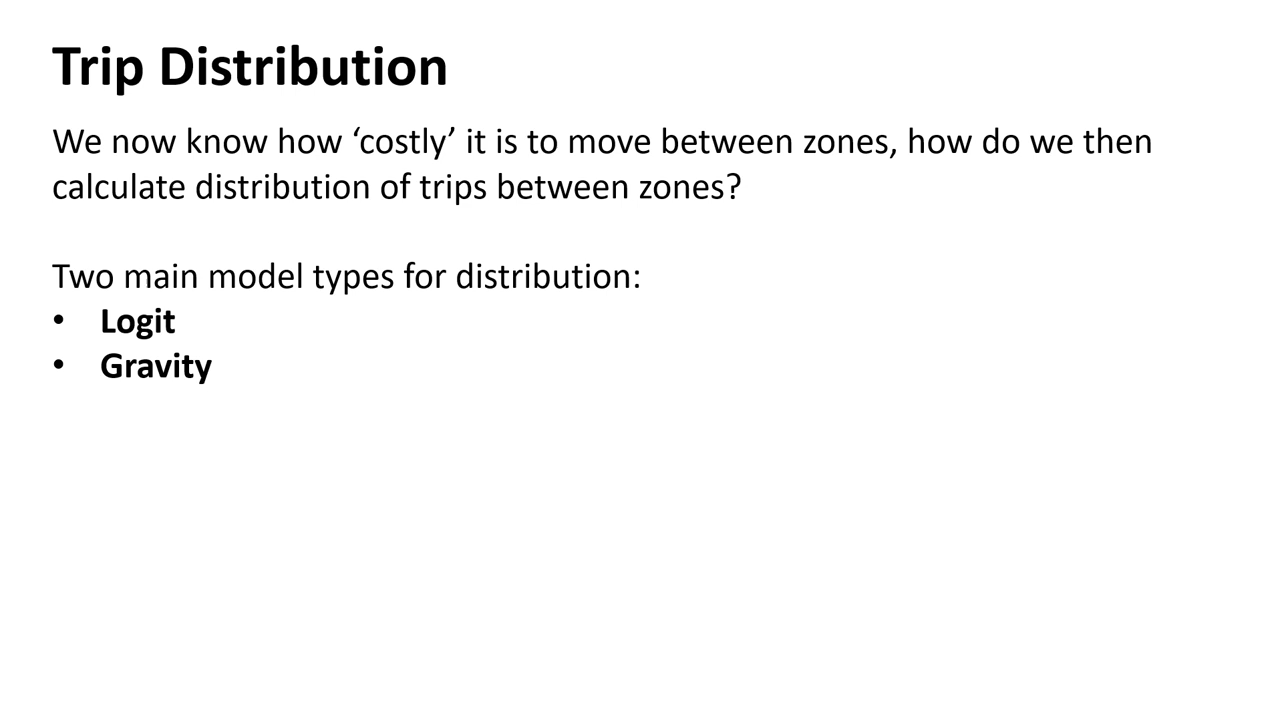 Trip Distribution
We now know how ‘costly’ it is to move between zones, how do we then
calculate distribution of trips between zones?
Two main model types for distribution:
• Logit
• Gravity